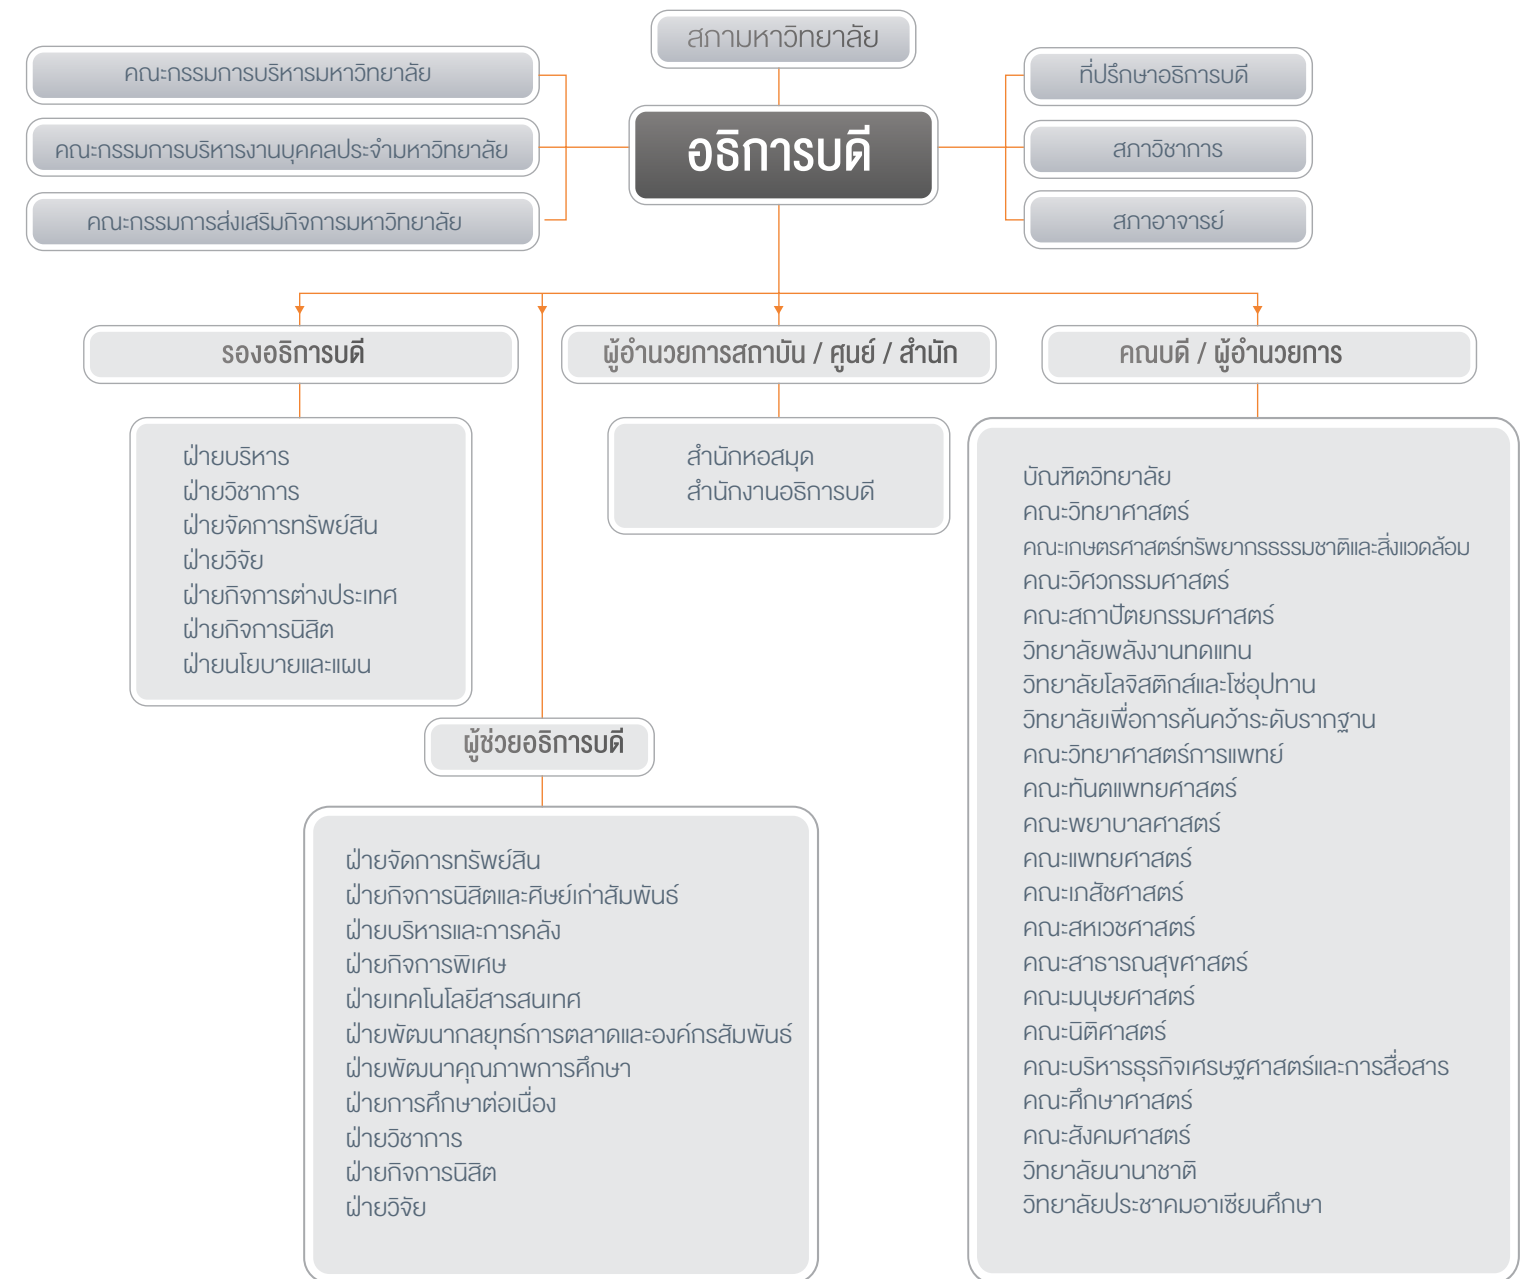 สภามหาวิทยาลัย
คณะกรรมการบริหารมหาวิทยาลัย
คณะกรรมการบริหารงานบุคคลประจำมหาวิทยาลัย
คณะกรรมการส่งเสริมกิจการมหาวิทยาลัย
อธิการบดี
ที่ปรึกษาอธิการบดี
สภาวิชาการ
สภาอาจารย์
รองอธิการบดี
ฝ่ายบริหาร
ฝ่ายวิชาการ
ฝ่ายจัดการทรัพย์สิน
ฝ่ายวิจัย
ฝ่ายกิจการต่างประเทศ
ฝ่ายกิจการนิสิต
ฝ่ายนโยบายและแผน
ผู้ช่วยอธิการบดี
ฝ่ายจัดการทรัพย์สิน
ฝ่ายกิจการนิสิตและศิษย์เก่าสัมพันธ์
ฝ่ายบริหารและการคลัง
ฝ่ายกิจการพิเศษ
ฝ่ายเทคโนโลยีสารสนเทศ
ฝ่ายพัฒนากลยุทธ์การตลาดและองค์กรสัมพันธ์
ฝ่ายพัฒนาคุณภาพการศึกษา
ฝ่ายการศึกษาต่อเนื่อง
ฝ่ายวิชาการ
ฝ่ายกิจการนิสิต
ฝ่ายวิจัย
ผู้อำนวยการสถาบัน / ศูนย์ / สำนัก
สำนักหอสมุด
สำนักงานอธิการบดี
คณบดี / ผู้อำนวยการ
บัณฑิตวิทยาลัย
คณะวิทยาศาสตร์
คณะเกษตรศาสตร์ทรัพยากรธรรมชาติและสิ่งแวดล้อม
คณะวิศวกรรมศาสตร์
คณะสถาปัตยกรรมศาสตร์
วิทยาลัยพลังงานทดแทน
วิทยาลัยโลจิสติกส์และโซ่อุปทาน
วิทยาลัยเพื่อการค้นคว้าระดับรากฐาน
คณะวิทยาศาสตร์การแพทย์
คณะทันตแพทยศาสตร์
คณะพยาบาลศาสตร์
คณะแพทยศาสตร์
คณะเภสัชศาสตร์
คณะสหเวชศาสตร์
คณะสาธารณสุขศาสตร์
คณะมนุษยศาสตร์
คณะนิติศาสตร์
คณะบริหารธุรกิจเศรษฐศาสตร์และการสื่อสาร
คณะศึกษาศาสตร์
คณะสังคมศาสตร์
วิทยาลัยนานาชาติ
วิทยาลัยประชาคมอาเซียนศึกษา